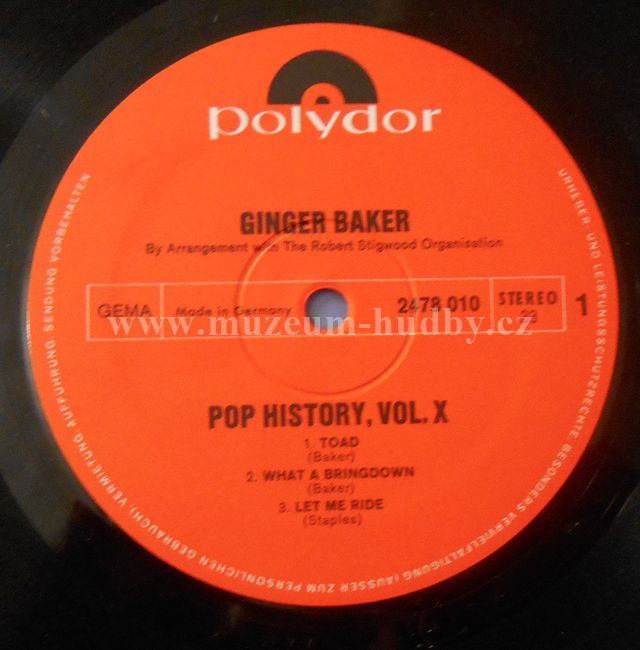 polydor
GINGER BAKER
By Arrangement with The Robert Stigwood Organisation
GEMA
Made in Germany
2478 010
STEREO
33
1
www.muzeum-hudby.cz
POP HISTORY, VOL. X
1. TOAD
(Baker)
2. WHAT A BRINGDOWN
(Baker)
3. LET ME RIDE
(Staples)
URHEBER- UND LEISTUNGSSCHUTZRECHTE, BESONDERS VERVIELFÄLTIGUNG (AUSSER ZUM PERSÖNLICHEN GEBRAUCH), VERMIETUNG, AUFFÜHRUNG, SENDUNG VORBEHALTEN